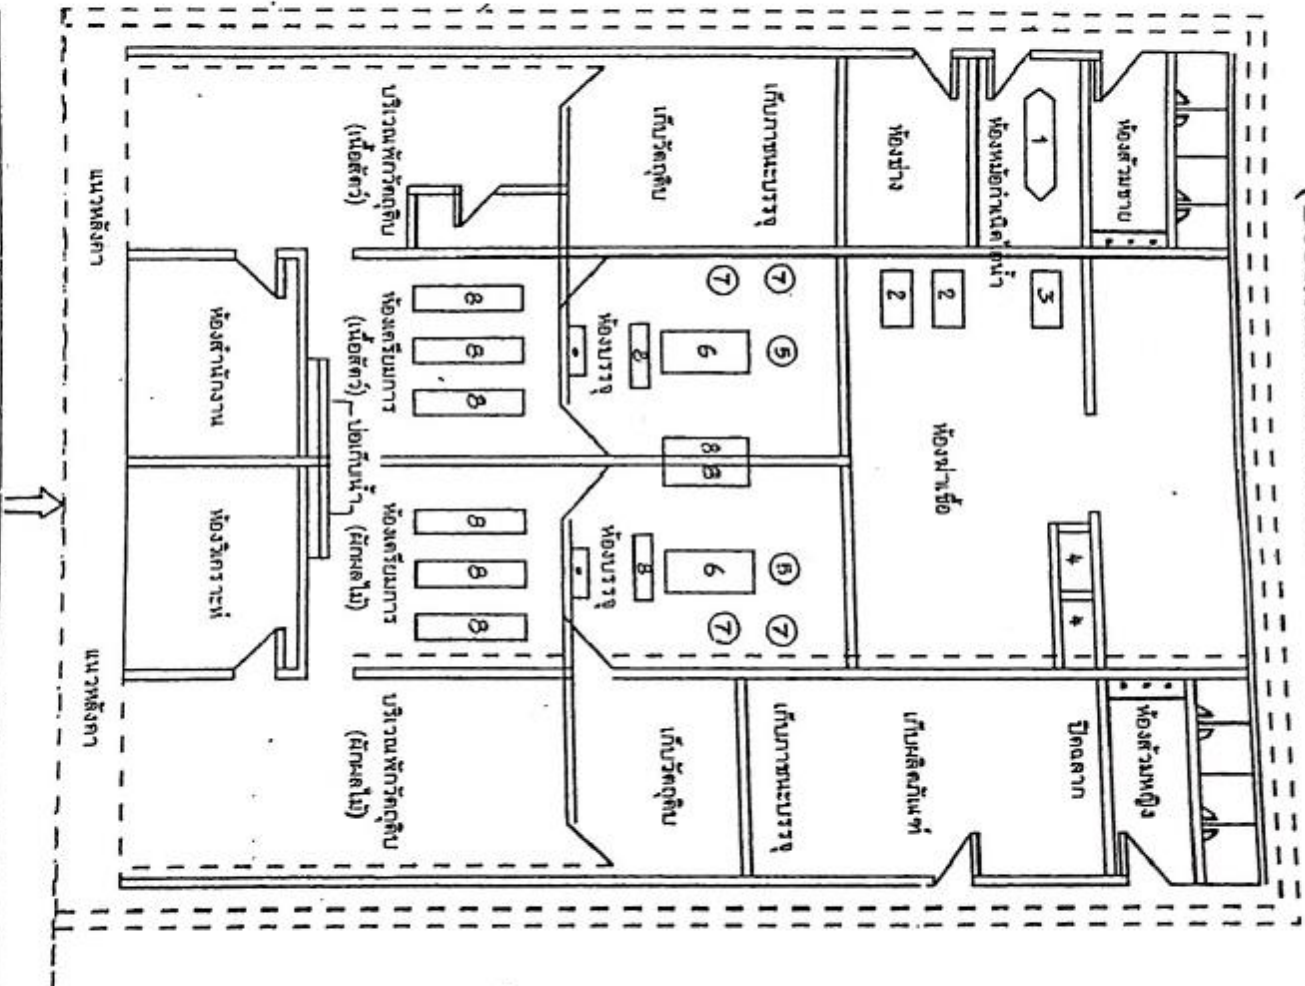 แนวหลังคา
แนวหลังคา
ห้องสำนักงาน
ห้องวิเคราะห์
บ่อเก็บน้ำ
บริเวณพักวัตถุดิบ
(เนื้อสัตว์)
ห้องเตรียมการ
(เนื้อสัตว์)
8
8
8
ห้องเตรียมการ
(ผักผลไม้)
8
8
8
บริเวณพักวัตถุดิบ
(ผักผลไม้)
เก็บวัตถุดิบ
เก็บภาชนะบรรจุ
ห้องบรรจุ
8
6
7
7
5
8
8
ห้องบรรจุ
8
6
5
7
7
เก็บวัตถุดิบ
เก็บภาชนะบรรจุ
ห้องช่าง
ห้องหม้อกำเนิดไอน้ำ
1
ห้องส้วมชาย
2
2
3
ห้องฆ่าเชื้อ
4
4
เก็บผลิตภัณฑ์
ปิดฉลาก
ห้องส้วมหญิง